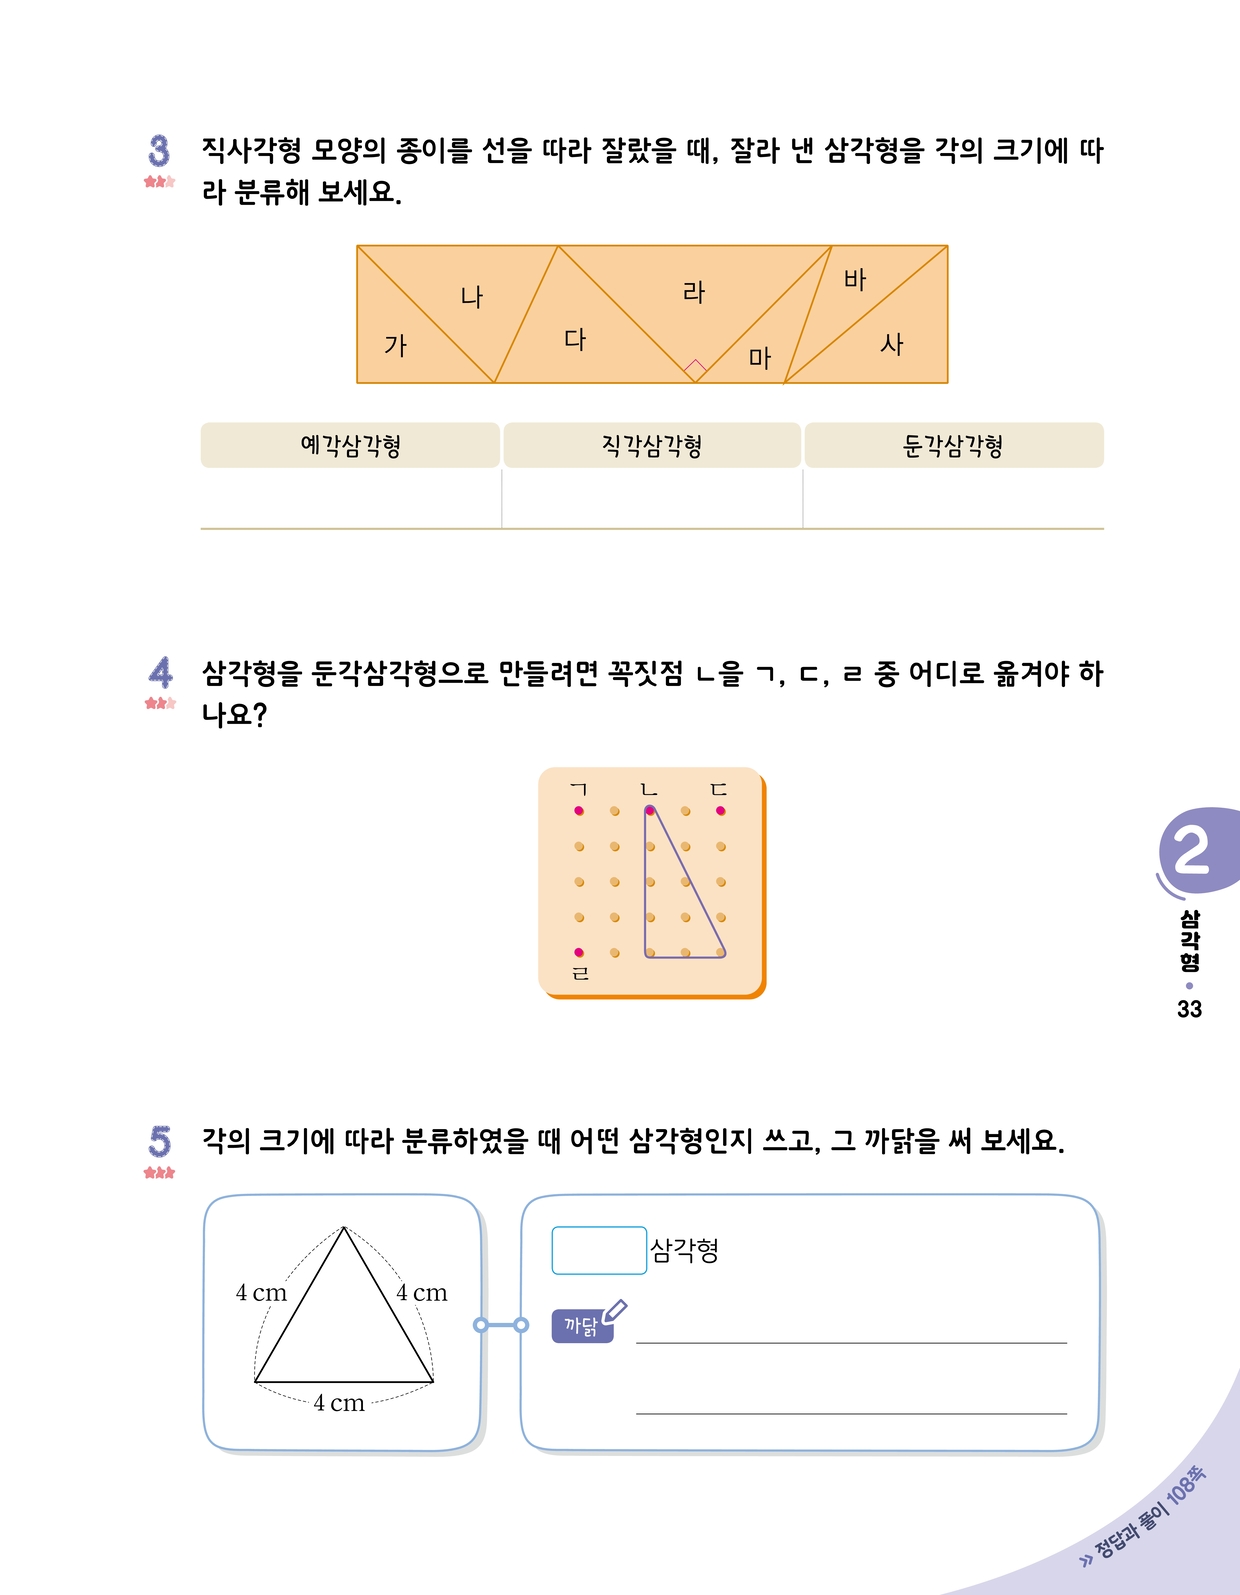 3
직사각형 모양의 종이를 선을 따라 잘랐을 때, 잘라 낸 삼각형을 각의 크기에 따
라 분류해 보세요.
가
나
다
라
마
바
사
예각삼각형 직각삼각형 둔각삼각형
4
삼각형을 둔각삼각형으로 만들려면 꼭짓점 ㄴ을 ㄱ, ㄷ, ㄹ 중 어디로 옮겨야 하
나요?
ㄱ ㄴ ㄷ
ㄹ
2
삼각형
33
5
각의 크기에 따라 분류하였을 때 어떤 삼각형인지 쓰고, 그 까닭을 써 보세요.
4 cm 4 cm
4 cm
삼각형
까닭
» 정답과 풀이 108쪽